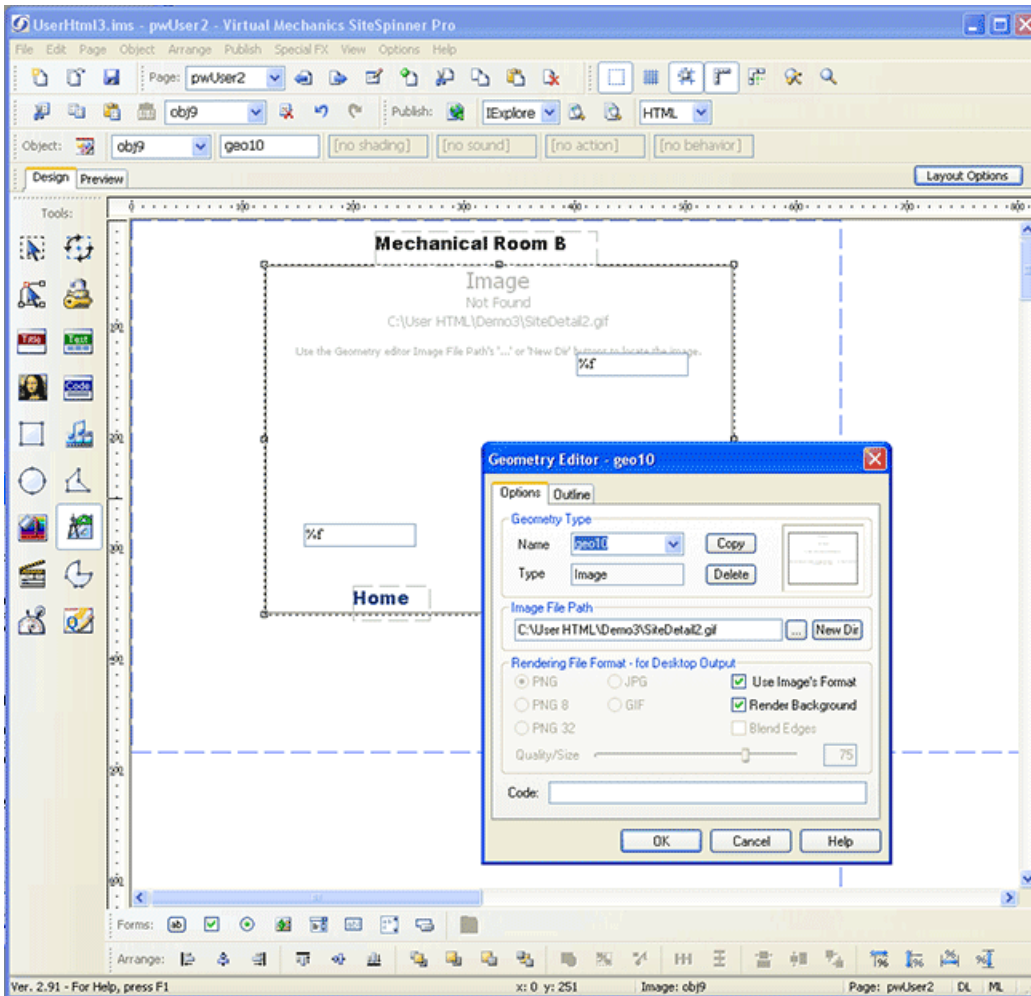 UserHtml3.ims - pwUser2 - Virtual Mechanics SiteSpinner Pro
File Edit Page Object Arrange Publish Special FX View Options Help
Page: pwUser2
obj9 Publish: IExplore HTML
Object: obj9 geo10 [no shading] [no sound] [no action] [no behavior]
Design Preview Layout Options
Tools:
Title Text
Code
Mechanical Room B
Image
Not Found
C:\User HTML\Demo3\SiteDetail2.gif
Use the Geometry editor Image File Path's "..." or 'New Dir' buttons to locate the image.
%f
%f
Home
Geometry Editor - geo10
Options Outline
Geometry Type
Name geo10 Copy
Type Image Delete
Image File Path
C:\User HTML\Demo3\SiteDetail2.gif ... New Dir
Rendering File Format - for Desktop Output
PNG JPG Use Image's Format
PNG 8 GIF Render Background
PNG 32 Blend Edges
Quality/Size 75
Code:
OK Cancel Help
Forms:
Arrange:
Ver. 2.91 - For Help, press F1 x: 0 y: 251 Image: obj9 Page: pwUser2 DL ML